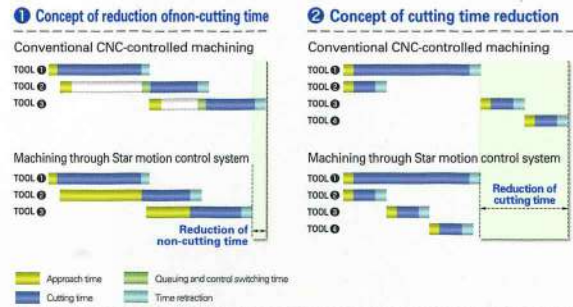 ❶ Concept of reduction ofnon-cutting time
Conventional CNC-controlled machining
TOOL ❶
TOOL ❷
TOOL ❸
Machining through Star motion control system
TOOL ❶
TOOL ❷
TOOL ❸
Reduction of
non-cutting time
❷ Concept of cutting time reduction
Conventional CNC-controlled machining
TOOL ❶
TOOL ❷
TOOL ❸
TOOL ❹
Machining through Star motion control system
TOOL ❶
TOOL ❷
TOOL ❸
TOOL ❹
Reduction of
cutting time
Approach time
Queuing and control switching time
Cutting time
Time retraction